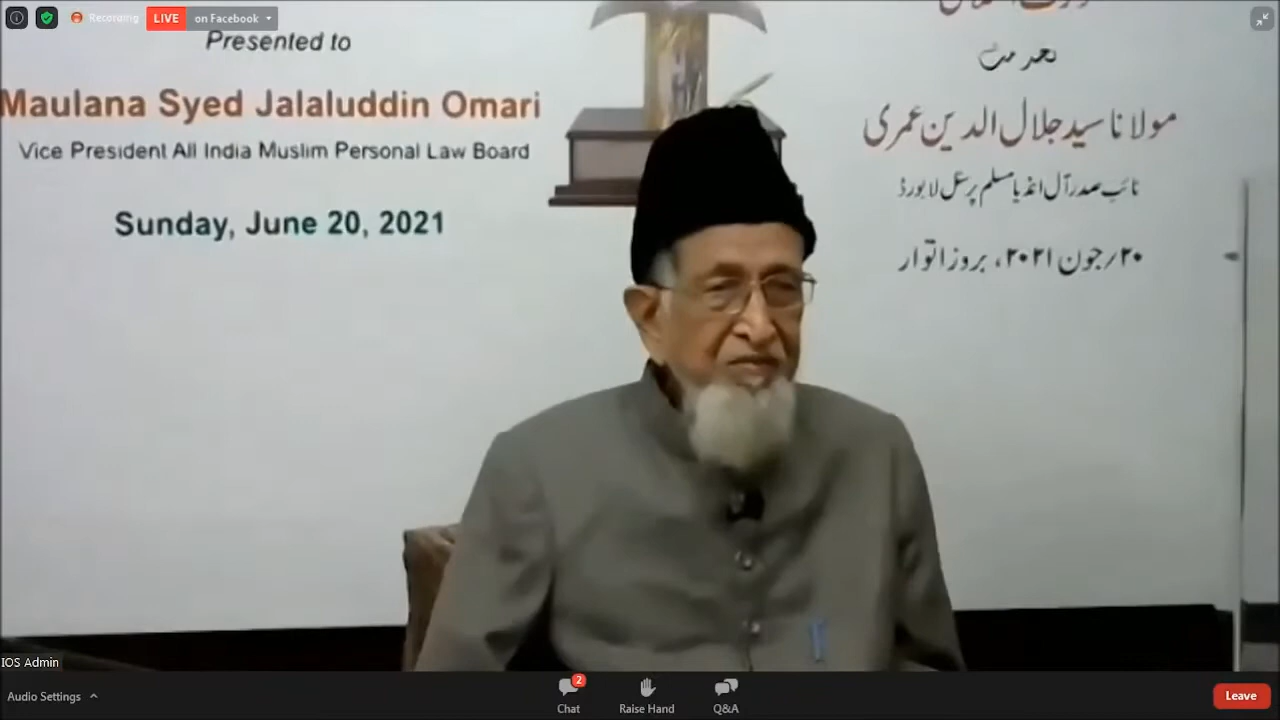 Recording
LIVE on Facebook
Presented to
Maulana Syed Jalaluddin Omari
Vice President All India Muslim Personal Law Board
Sunday, June 20, 2021
مولانا سید جلال الدین عمری
نائب صدر آل انڈیا مسلم پرسنل لا بورڈ
۲۰/جون ۲۰۲۱، بروز اتوار
IOS Admin
Audio Settings
2
Chat
Raise Hand
Q&A
Leave